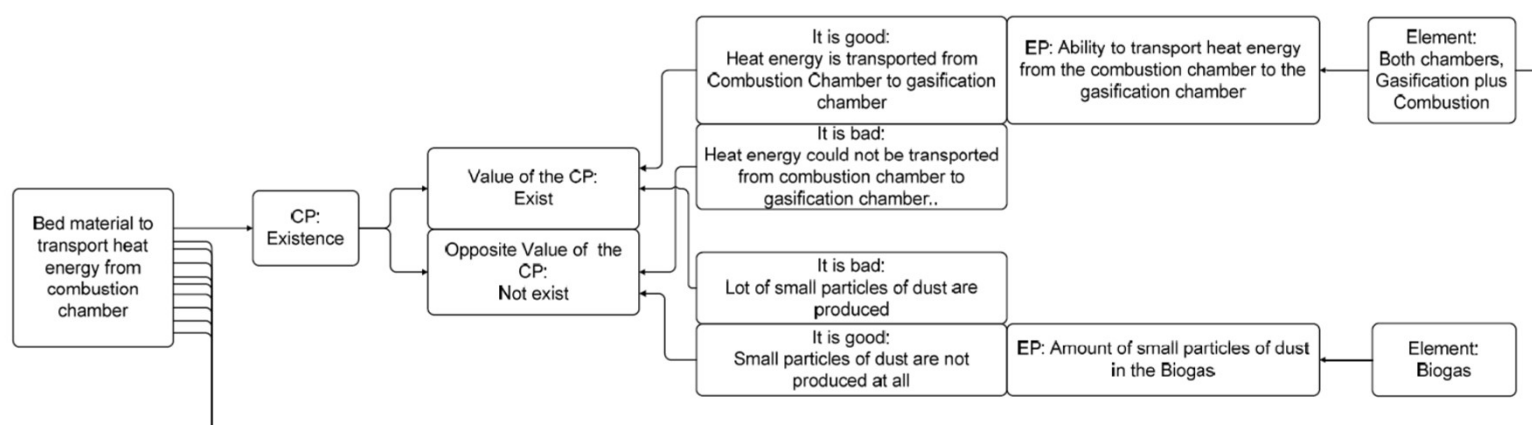 Bed material to
transport heat
energy from
combustion
chamber
CP:
Existence
Value of the CP:
Exist
Opposite Value of the
CP:
Not exist
It is good:
Heat energy is transported from
Combustion Chamber to gasification
chamber
It is bad:
Heat energy could not be transported
from combustion chamber to
gasification chamber..
It is bad:
Lot of small particles of dust are
produced
It is good:
Small particles of dust are not
produced at all
EP: Ability to transport heat energy
from the combustion chamber to the
gasification chamber
EP: Amount of small particles of dust
in the Biogas
Element:
Both chambers,
Gasification plus
Combustion
Element:
Biogas